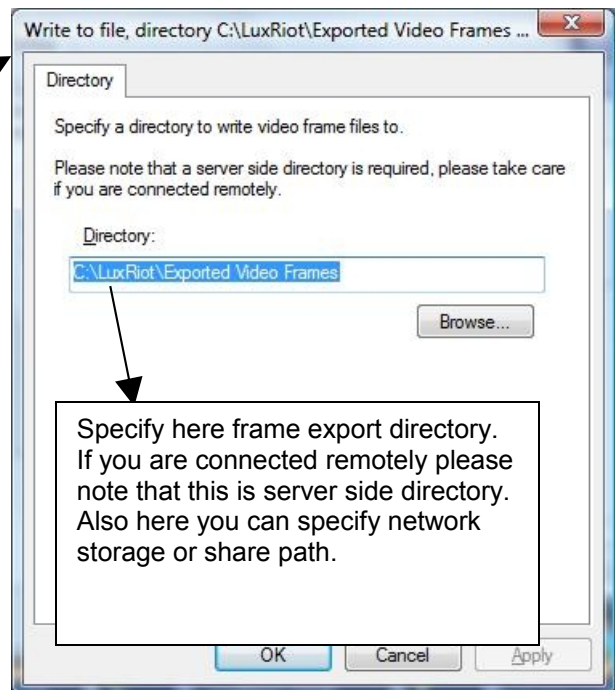 Write to file, directory C:\LuxRiot\Exported Video Frames ...
Directory
Specify a directory to write video frame files to.
Please note that a server side directory is required, please take care
if you are connected remotely.
Directory:
C:\LuxRiot\Exported Video Frames
Browse...
Specify here frame export directory.
If you are connected remotely please
note that this is server side directory.
Also here you can specify network
storage or share path.
OK Cancel Apply